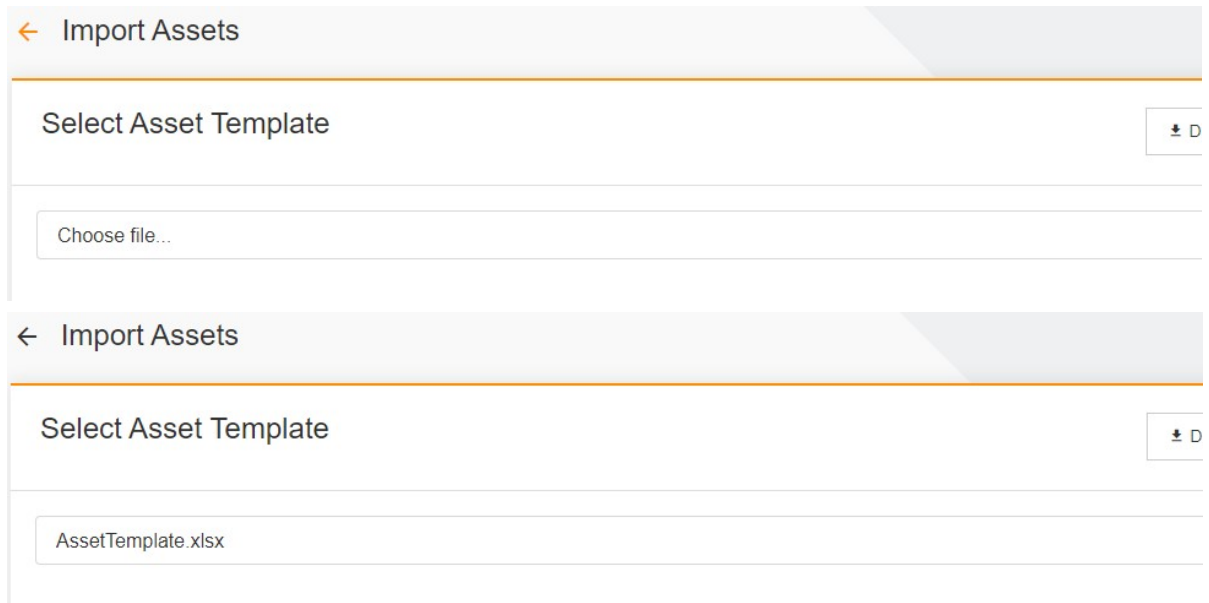 Import Assets
Select Asset Template
D
Choose file...
Import Assets
Select Asset Template
D
AssetTemplate.xlsx